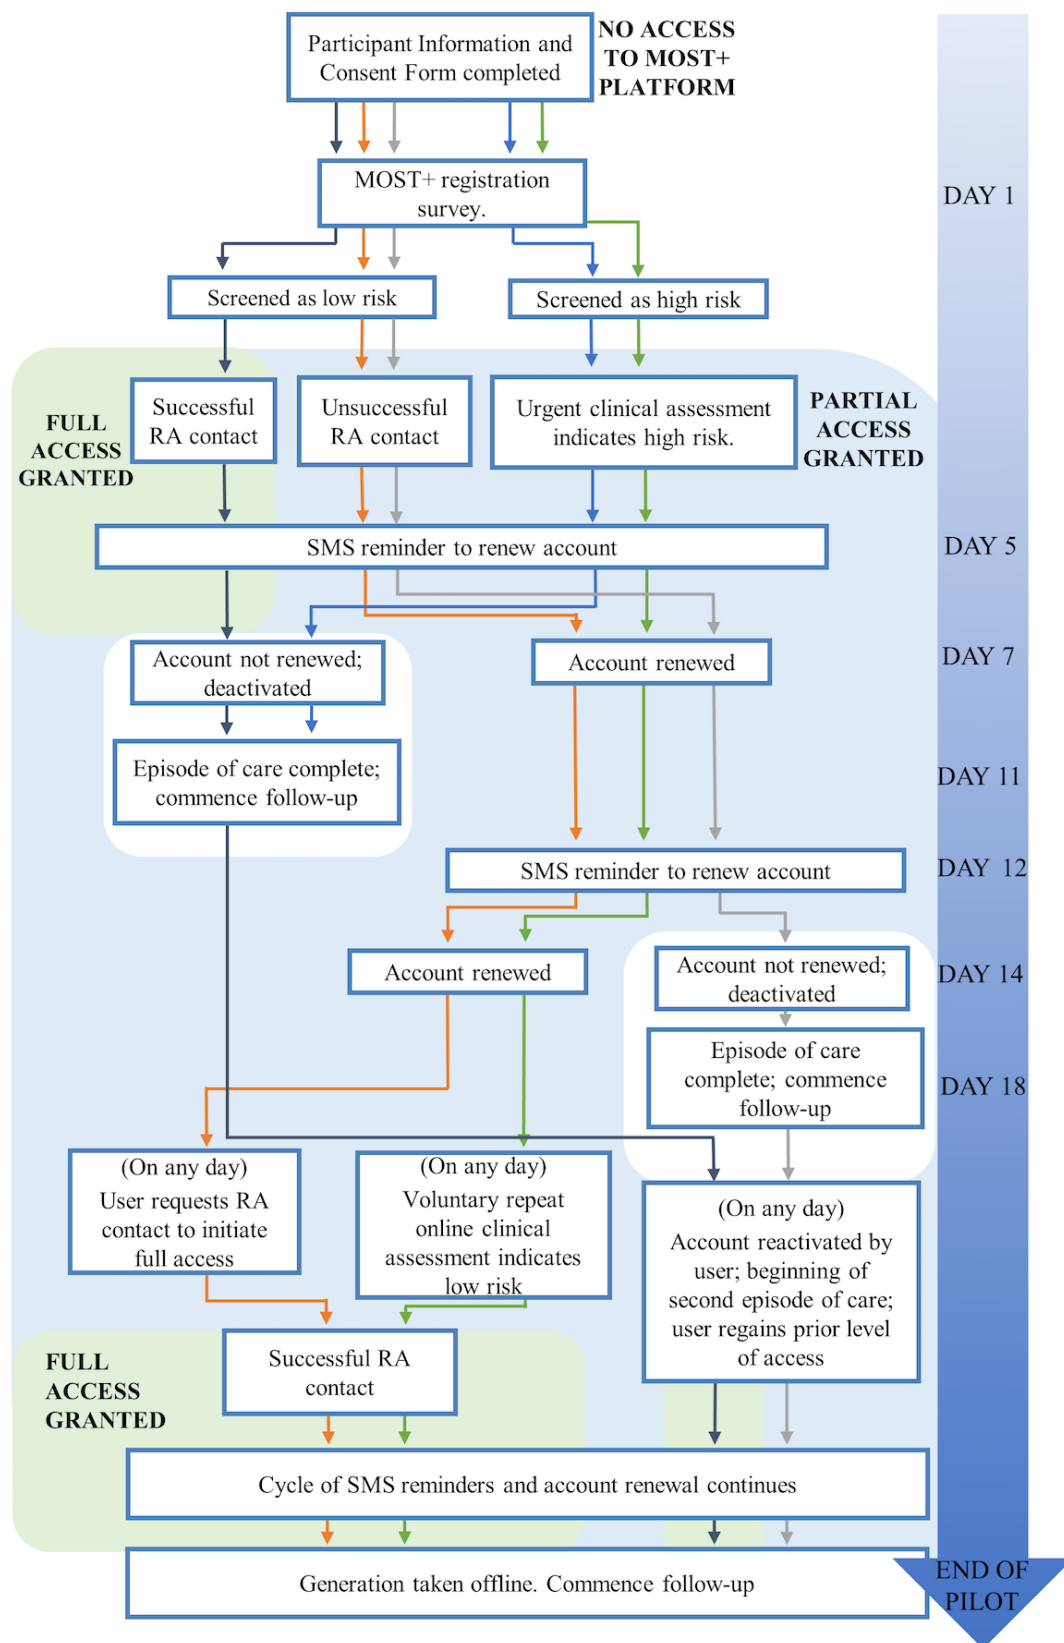 Participant Information and
Consent Form completed
NO ACCESS
TO MOST+
PLATFORM
MOST+ registration
survey.
DAY 1
Screened as low risk
Screened as high risk
FULL
ACCESS
GRANTED
Successful
RA contact
Unsuccessful
RA contact
Urgent clinical assessment
indicates high risk.
PARTIAL
ACCESS
GRANTED
SMS reminder to renew account
DAY 5
Account not renewed;
deactivated
Account renewed
DAY 7
Episode of care complete;
commence follow-up
DAY 11
SMS reminder to renew account
DAY 12
Account renewed
Account not renewed;
deactivated
DAY 14
Episode of care
complete; commence
follow-up
DAY 18
(On any day)
User requests RA
contact to initiate
full access
(On any day)
Voluntary repeat
online clinical
assessment indicates
low risk
(On any day)
Account reactivated by
user; beginning of
second episode of care;
user regains prior level
of access
FULL
ACCESS
GRANTED
Successful RA
contact
Cycle of SMS reminders and account renewal continues
Generation taken offline. Commence follow-up
END OF
PILOT